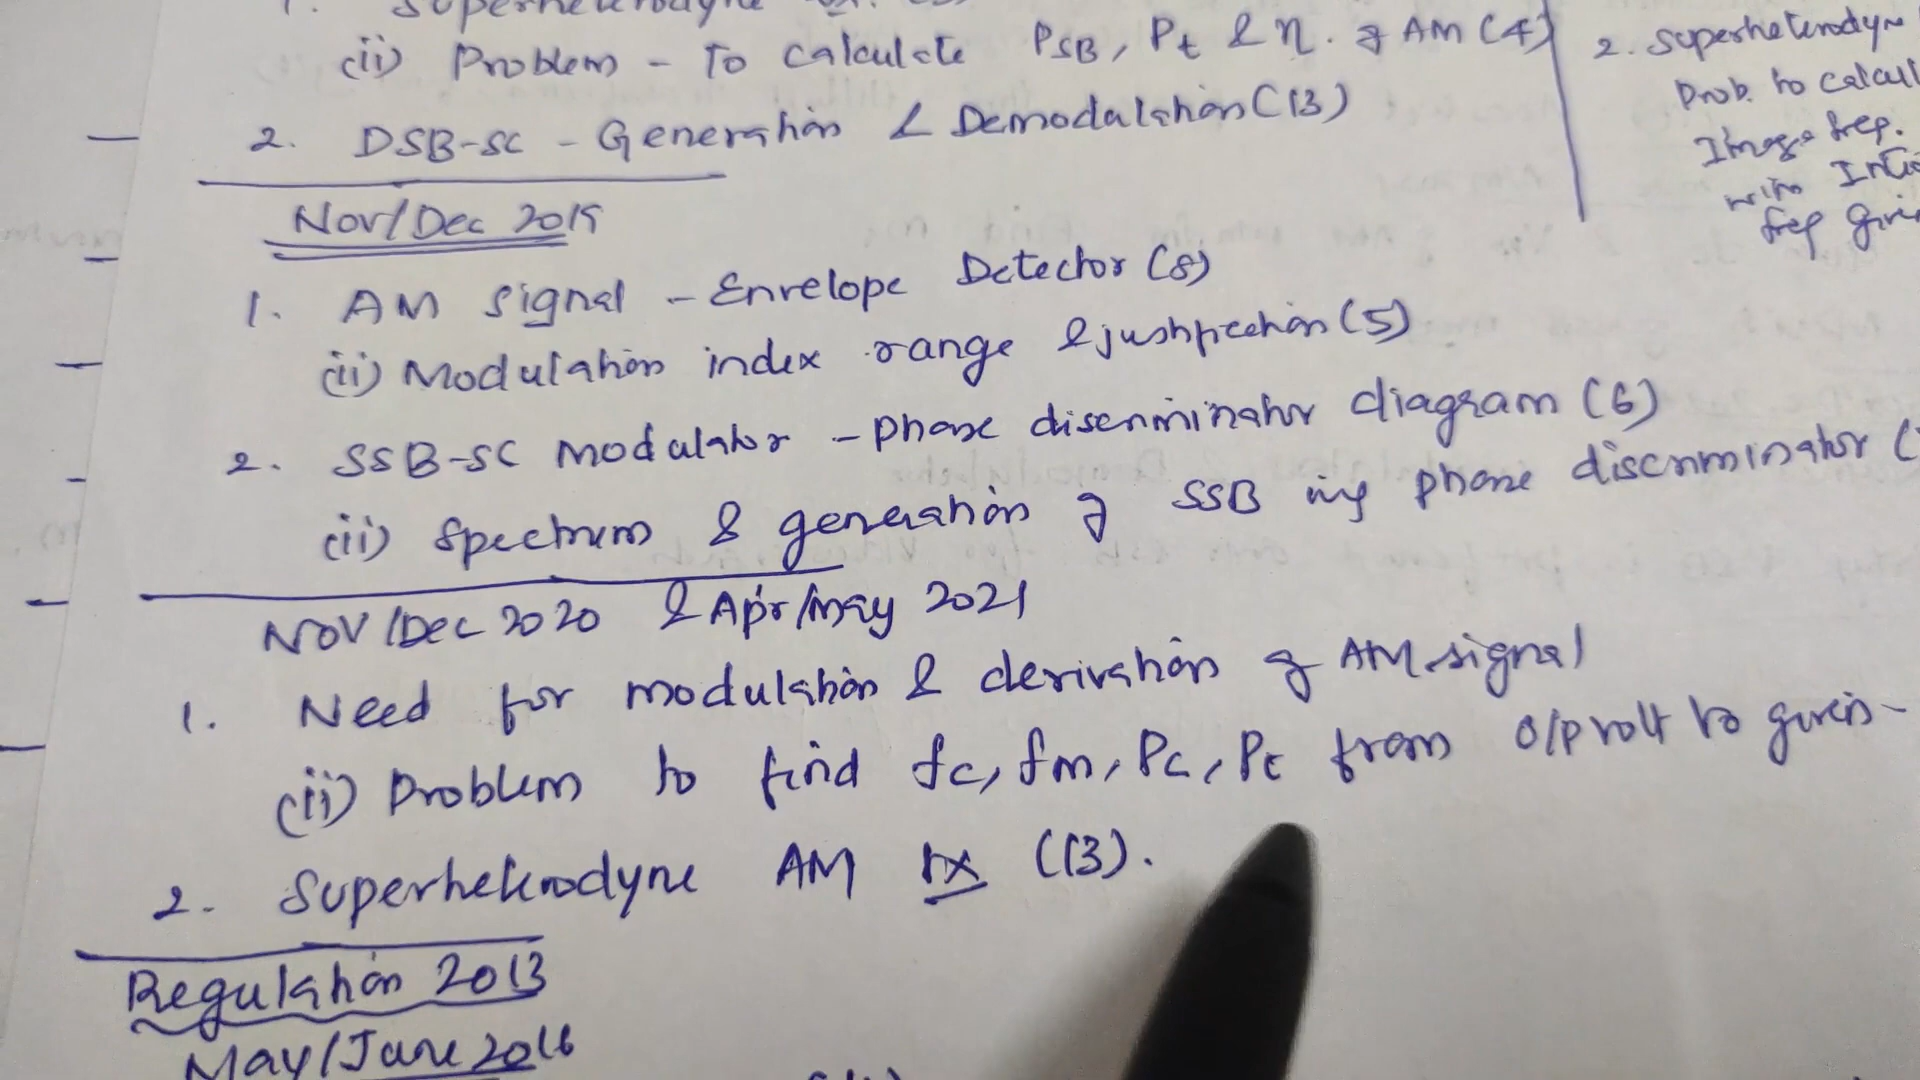 1. Superheterodyne
(ii) Problem - To calculate PSB, Pt & η. of AM (4)
2. DSB-SC - Generation & Demodulation (13)
2. Superheterodyne
Prob. to calcul
Image freq.
with
freq given
Nov/Dec 2019
1. AM signal - Envelope Detector (8)
(ii) Modulation index range & justification (5)
2. SSB-SC modulator - phase discriminator diagram (6)
(ii) Spectrum & generation of SSB using phase discriminator (
NOV/Dec 2020 & Apr/May 2021
1. Need for modulation & derivation of AM signal
(ii) Problem to find fc, fm, Pc, Pt from O/P volt to given -
2. Superheterodyne AM rx (13).
Regulation 2013
May/June 2016